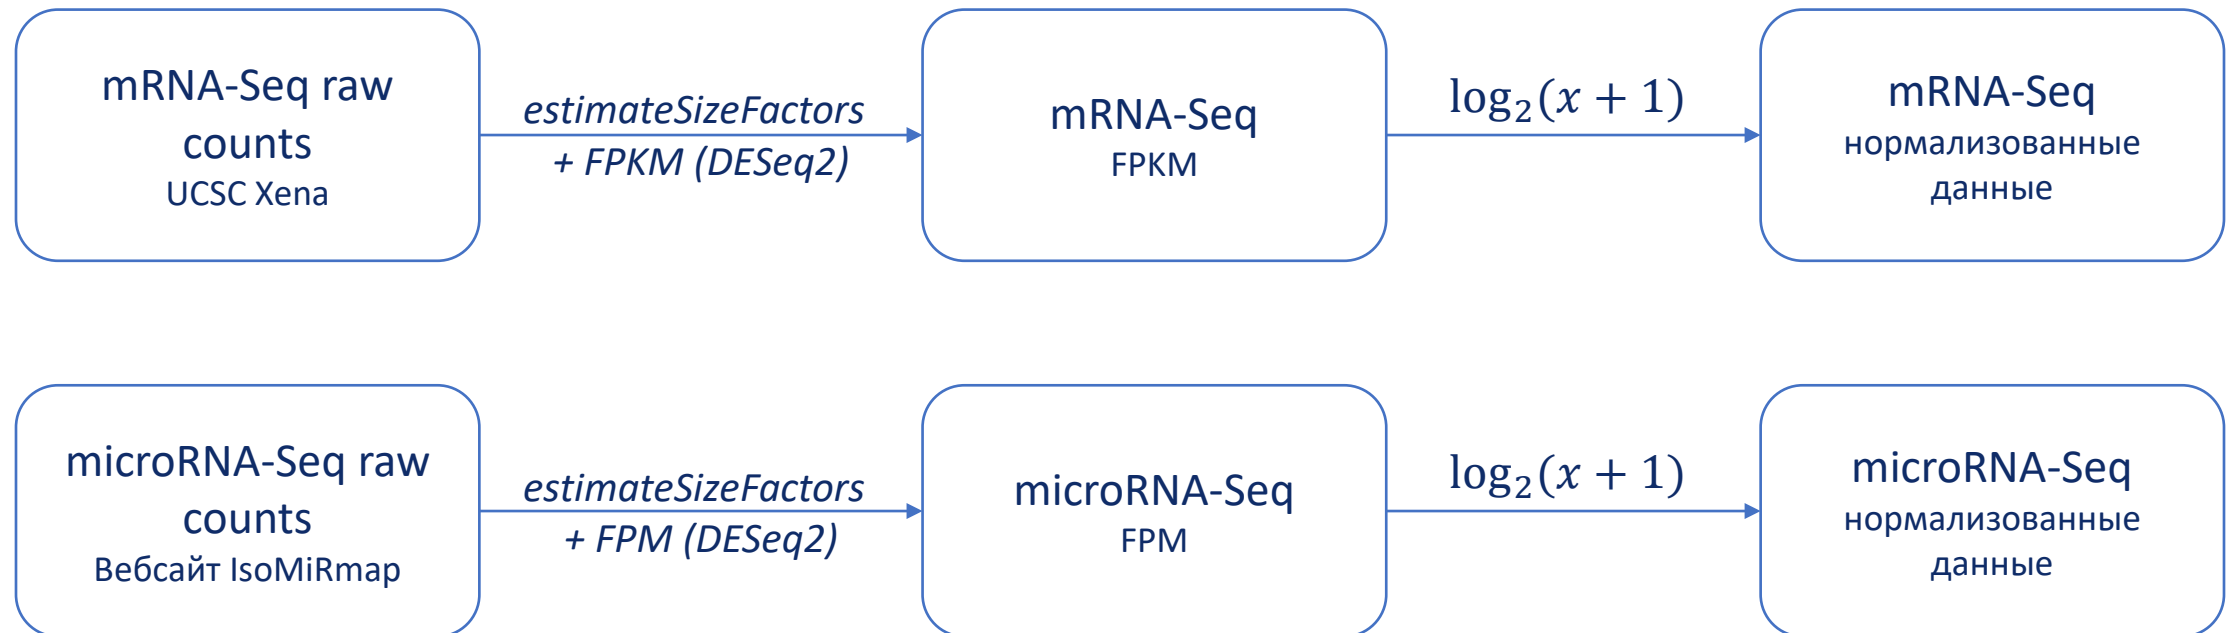 mRNA-Seq raw
counts
UCSC Xena
estimateSizeFactors
+ FPKM (DESeq2)
mRNA-Seq
FPKM
log₂(x + 1)
mRNA-Seq
нормализованные
данные
microRNA-Seq raw
counts
Вебсайт IsoMiRmap
estimateSizeFactors
+ FPM (DESeq2)
microRNA-Seq
FPM
log₂(x + 1)
microRNA-Seq
нормализованные
данные